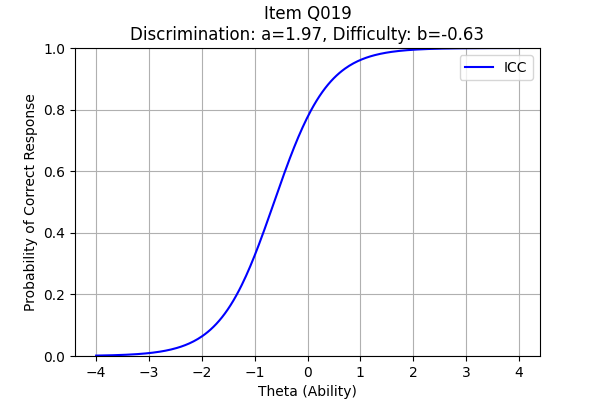 Item Q019
Discrimination: a=1.97, Difficulty: b=-0.63
ICC
Probability of Correct Response
1.0
0.8
0.6
0.4
0.2
0.0
−4 −3 −2 −1 0 1 2 3 4
Theta (Ability)